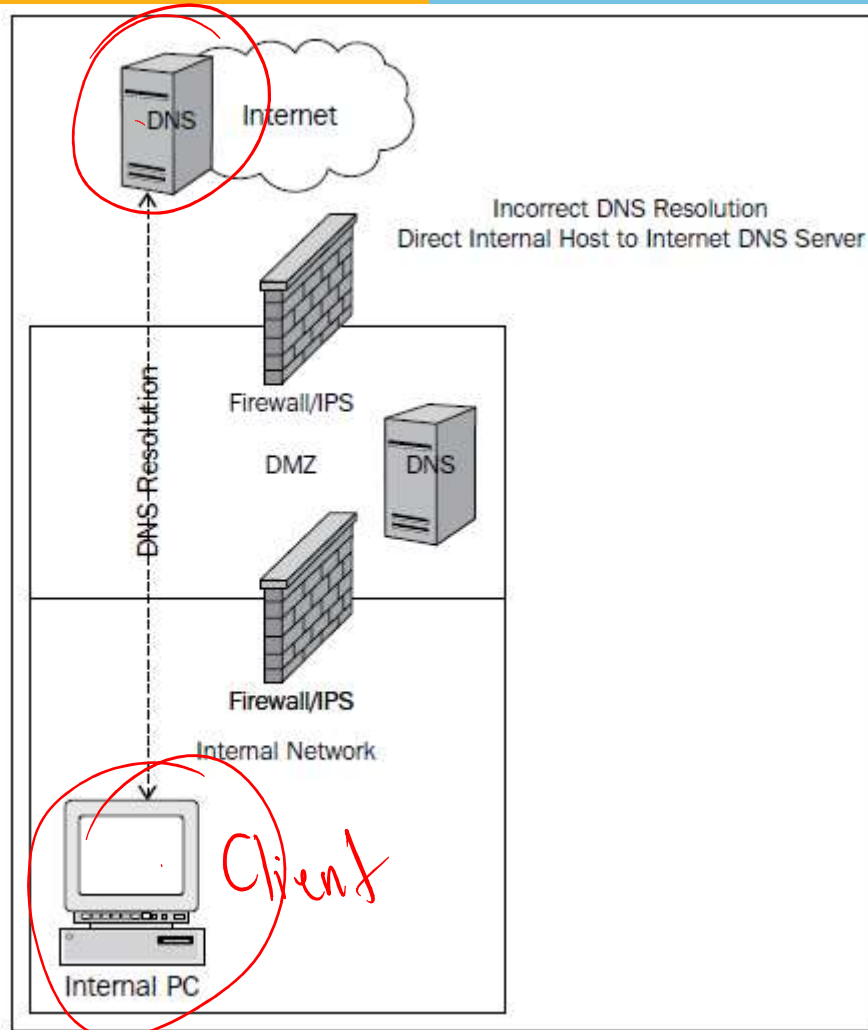 DNS
Internet
Incorrect DNS Resolution
Direct Internal Host to Internet DNS Server
DNS Resolution
Firewall/IPS
DMZ
DNS
Firewall/IPS
Internal Network
Client
Internal PC